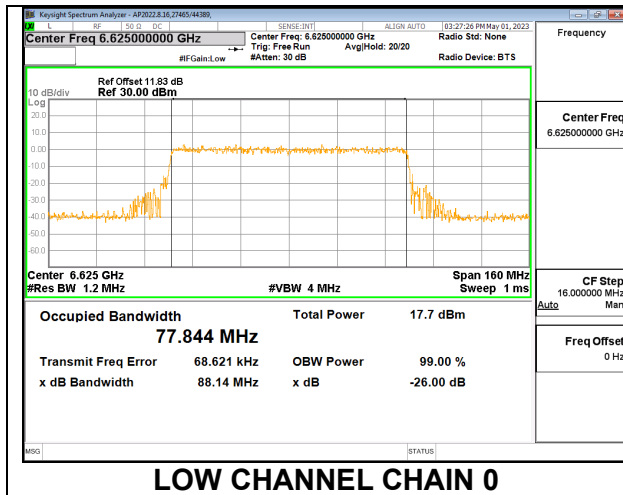 Keysight Spectrum Analyzer - AP2022.8.16,27465/44389,
L RF 50 Ω DC SENSE:INT ALIGN AUTO 03:27:26 PM May 01, 2023
Center Freq 6.625000000 GHz
Center Freq: 6.625000000 GHz
Radio Std: None
Trig: Free Run Avg|Hold: 20/20
#IFGain:Low
#Atten: 30 dB
Radio Device: BTS
Frequency
Ref Offset 11.83 dB
10 dB/div Ref 30.00 dBm
Log
20.0
10.0
0.00
-10.0
-20.0
-30.0
-40.0
-50.0
-60.0
Center Freq
6.625000000 GHz
Center 6.625 GHz
Span 160 MHz
#Res BW 1.2 MHz
#VBW 4 MHz
Sweep 1 ms
CF Step
16.000000 MHz
Auto Man
Occupied Bandwidth
77.844 MHz
Total Power 17.7 dBm
Transmit Freq Error 68.621 kHz OBW Power 99.00 %
x dB Bandwidth 88.14 MHz x dB -26.00 dB
Freq Offset
0 Hz
MSG
STATUS
LOW CHANNEL CHAIN 0